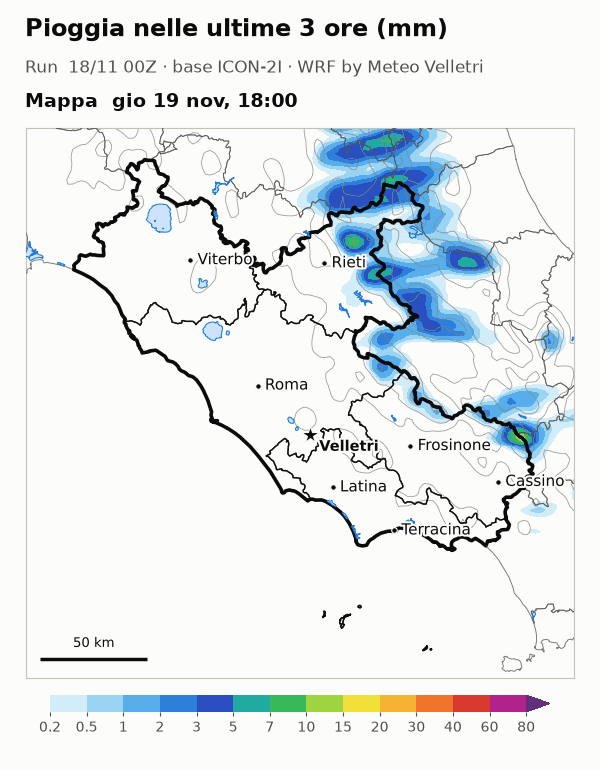 Pioggia nelle ultime 3 ore (mm)
Run  18/11 00Z · base ICON-2I · WRF by Meteo Velletri
Mappa  gio 19 nov, 18:00
Viterbo
Rieti
Roma
Velletri
Frosinone
Cassino
Latina
Terracina
50 km
0.2 0.5 1 2 3 5 7 10 15 20 30 40 60 80